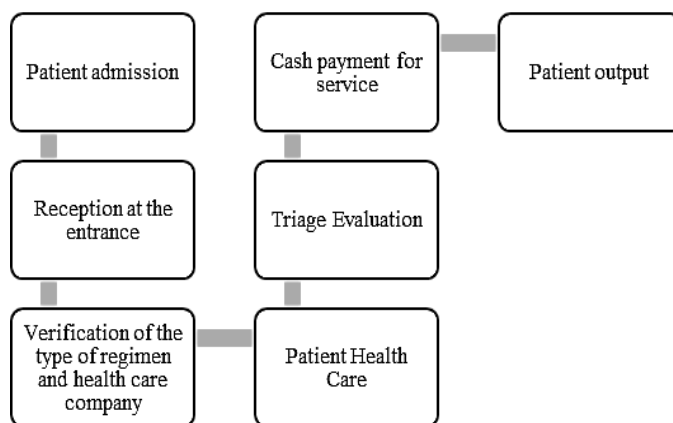 Patient admission
Reception at the
entrance
Verification of the
type of regimen
and health care
company
Patient Health
Care
Triage Evaluation
Cash payment for
service
Patient output